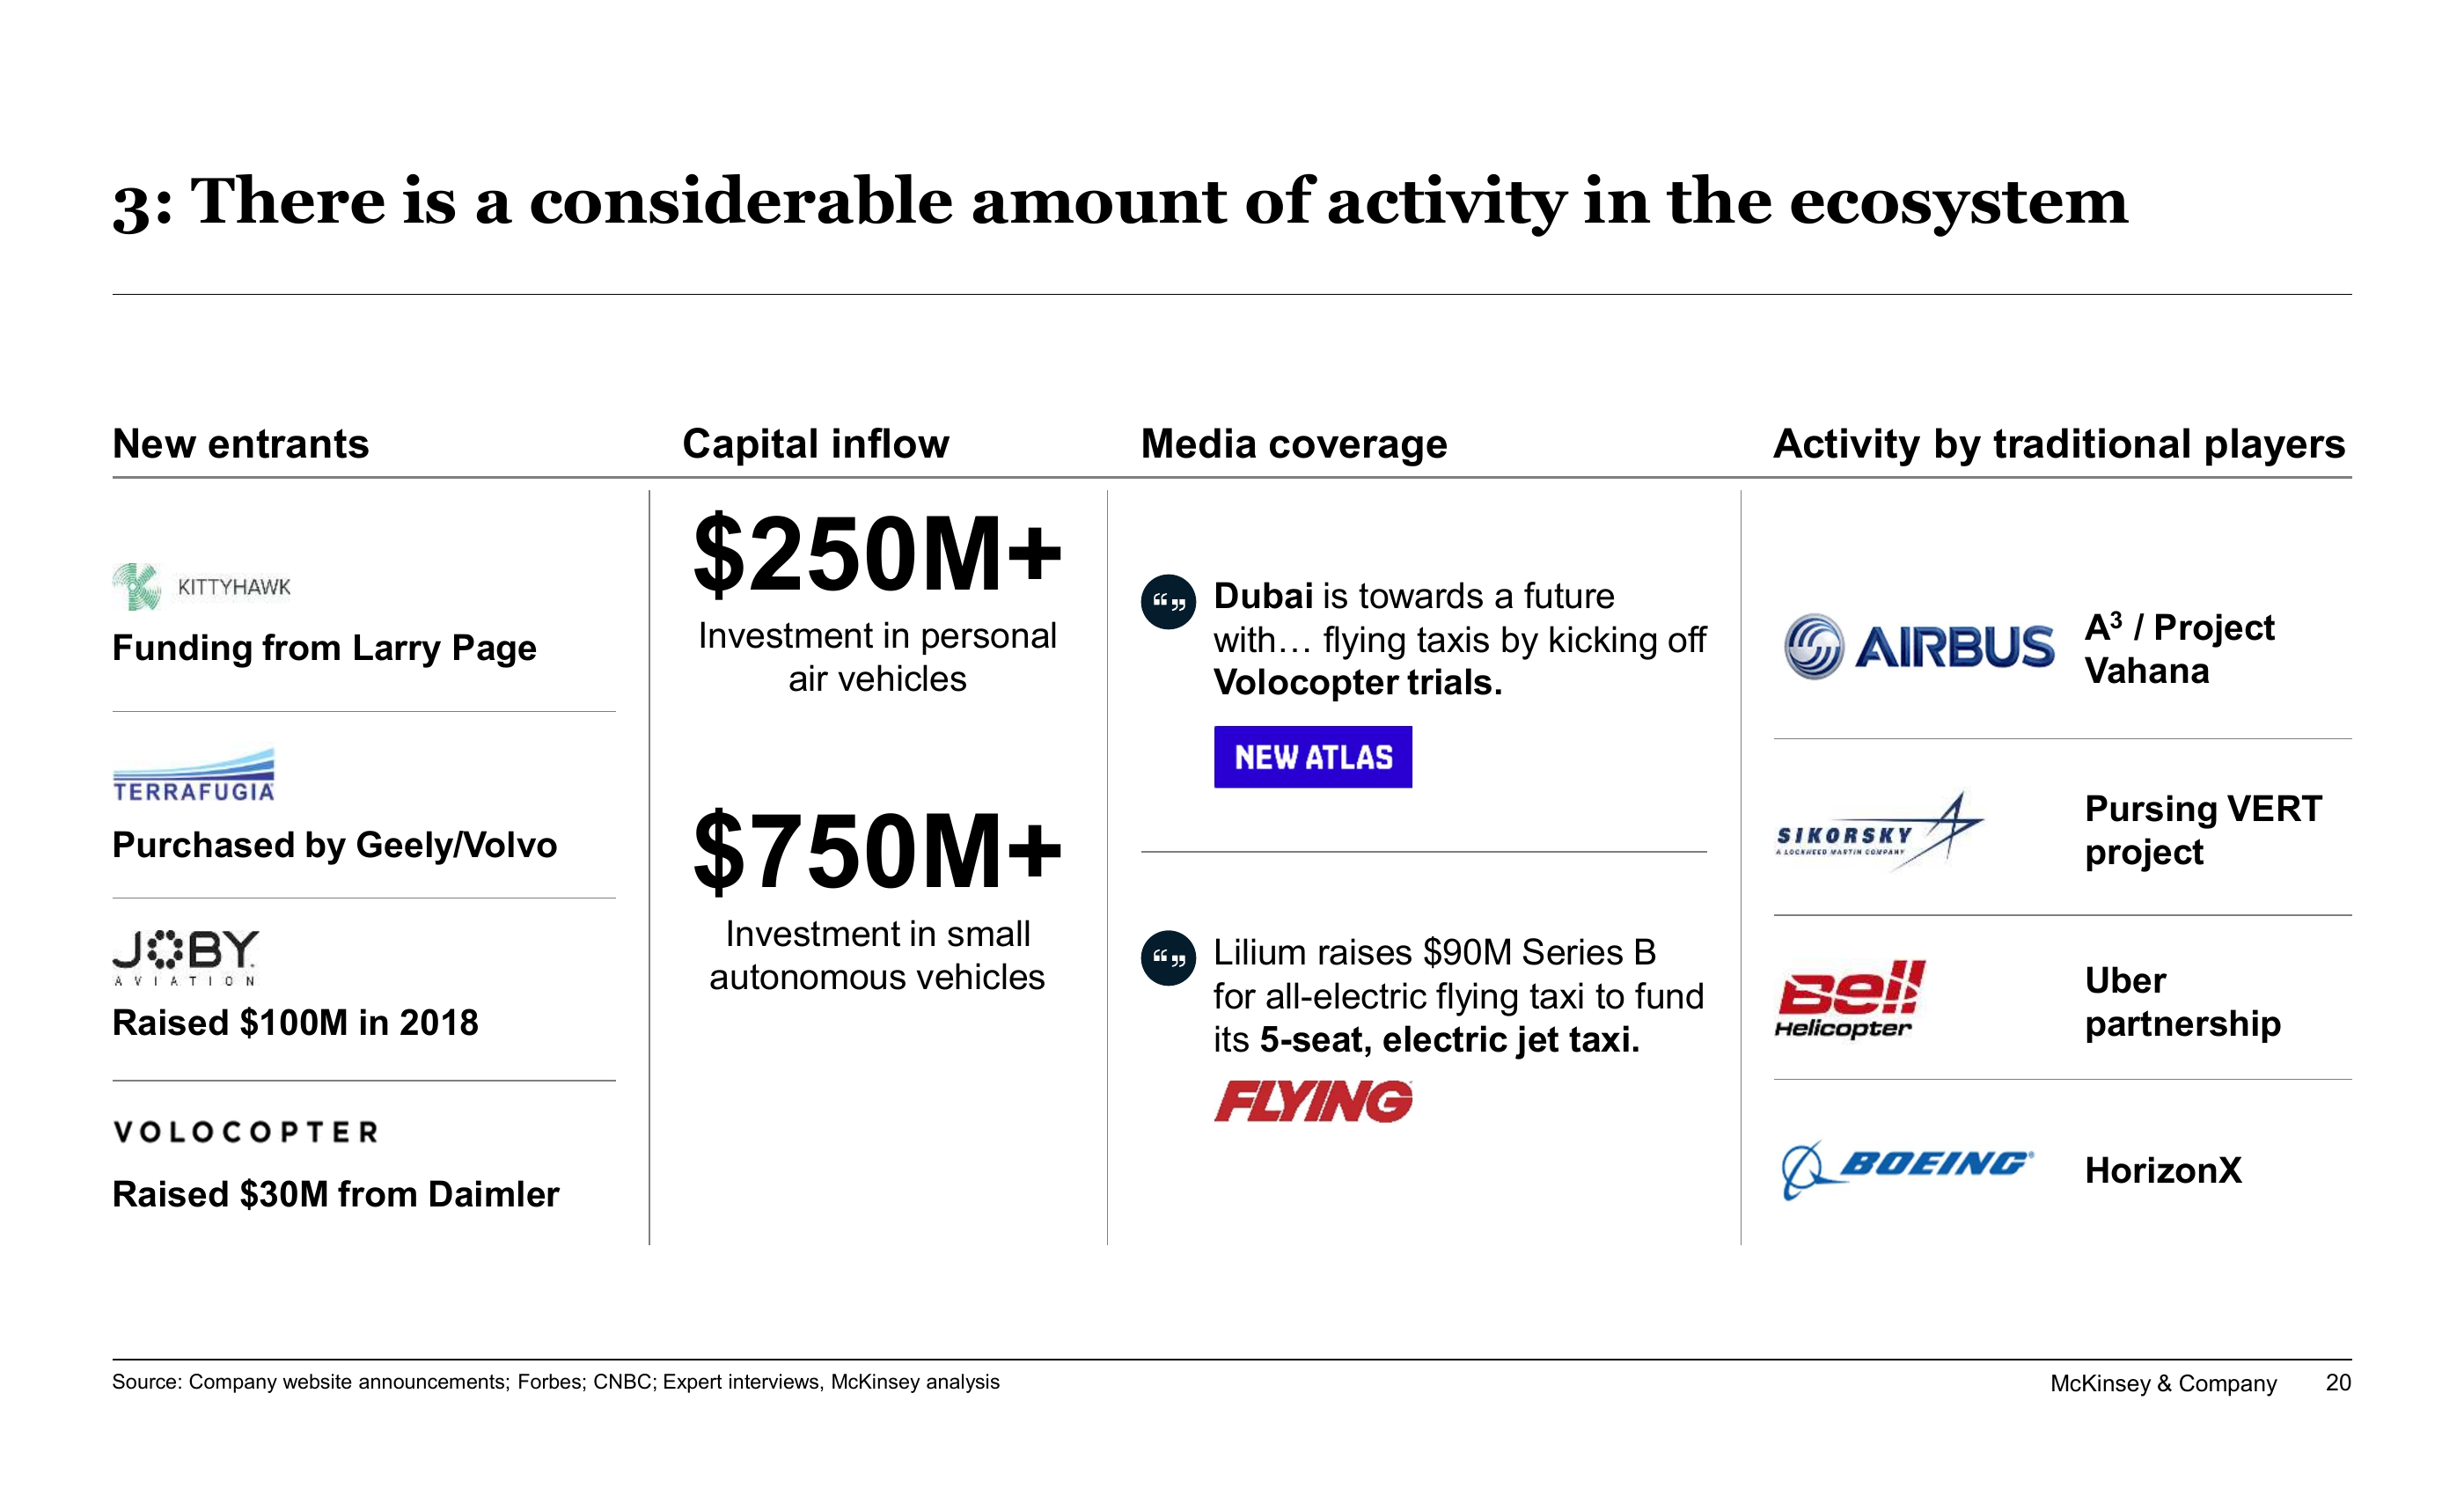 3: There is a considerable amount of activity in the ecosystem
New entrants
KITTYHAWK
Funding from Larry Page
TERRAFUGIA
Purchased by Geely/Volvo
JOBY
AVIATION
Raised $100M in 2018
VOLOCOPTER
Raised $30M from Daimler
Capital inflow
$250M+
Investment in personal
air vehicles
$750M+
Investment in small
autonomous vehicles
Media coverage
“ ” Dubai is towards a future
with… flying taxis by kicking off
Volocopter trials.
NEW ATLAS
“ ” Lilium raises $90M Series B
for all-electric flying taxi to fund
its 5-seat, electric jet taxi.
FLYING
Activity by traditional players
AIRBUS
A³ / Project
Vahana
SIKORSKY
A LOCKHEED MARTIN COMPANY
Pursing VERT
project
Bell
Helicopter
Uber
partnership
BOEING®
HorizonX
Source: Company website announcements; Forbes; CNBC; Expert interviews, McKinsey analysis
McKinsey & Company 20